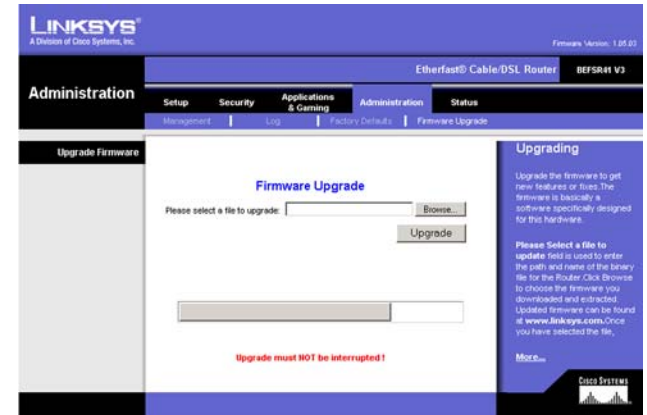 LINKSYS®
A Division of Cisco Systems, Inc.
Firmware Version: 1.05.03
Etherfast® Cable/DSL Router BEFSR41 V3
Administration
Setup Security Applications & Gaming Administration Status
Management Log Factory Defaults Firmware Upgrade
Upgrade Firmware
Firmware Upgrade
Please select a file to upgrade: Browse...
Upgrade
Upgrade must NOT be interrupted !
Upgrading
Upgrade the firmware to get
new features or fixes.The
firmware is basically a
software specifically designed
for this hardware.
Please Select a file to
update field is used to enter
the path and name of the binary
file for the Router.Click Browse
to choose the firmware you
downloaded and extracted.
Updated firmware can be found
at www.linksys.com.Once
you have selected the file,
More...
CISCO SYSTEMS